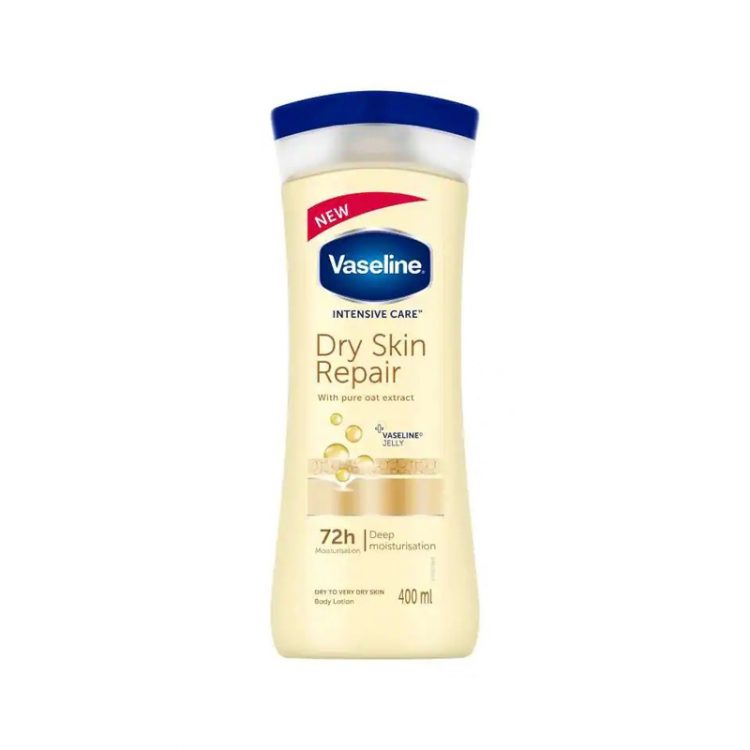 NEW
Vaseline®
INTENSIVE CARE™
Dry Skin
Repair
With pure oat extract
VASELINE®
JELLY
72h
Moisturisation
Deep
moisturisation
DRY TO VERY DRY SKIN
Body Lotion
400 ml